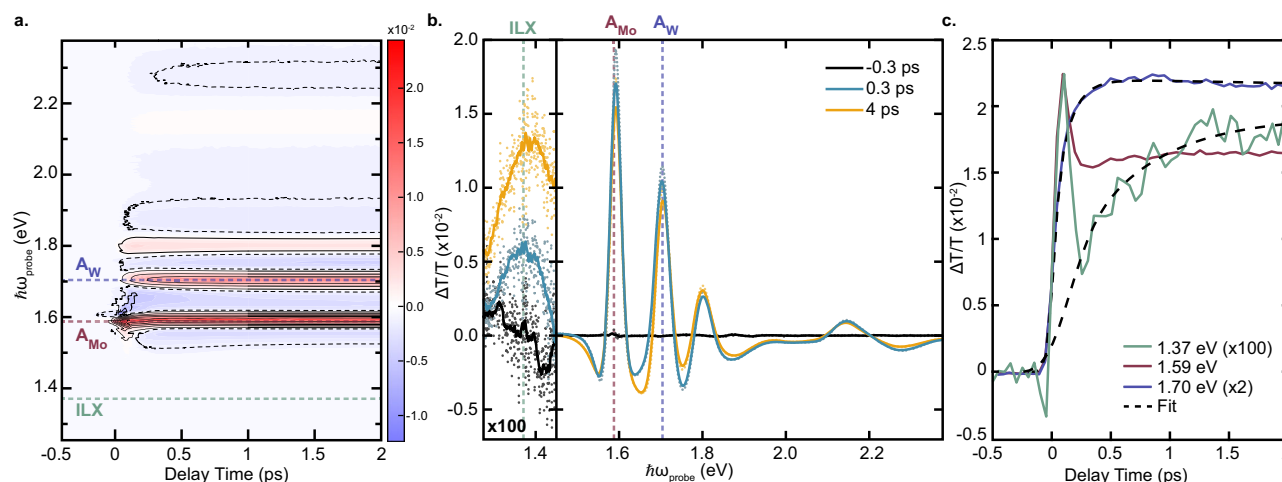 a.
ħω_probe (eV)
2.2
2.0
1.8
1.6
1.4
A_W
A_Mo
ILX
-0.5
0
0.5
1
1.5
2
Delay Time (ps)
x10⁻²
2.0
1.5
1.0
0.5
0.0
-0.5
-1.0
b.
ILX
A_Mo
A_W
ΔT/T (x10⁻²)
2.0
1.5
1.0
0.5
0.0
-0.5
x100
-0.3 ps
0.3 ps
4 ps
1.4
1.6
1.8
2.0
2.2
ħω_probe (eV)
c.
ΔT/T (x10⁻²)
2.5
2
1.5
1
0.5
0
-0.5
1.37 eV (x100)
1.59 eV
1.70 eV (x2)
Fit
-0.5
0
0.5
1
1.5
Delay Time (ps)